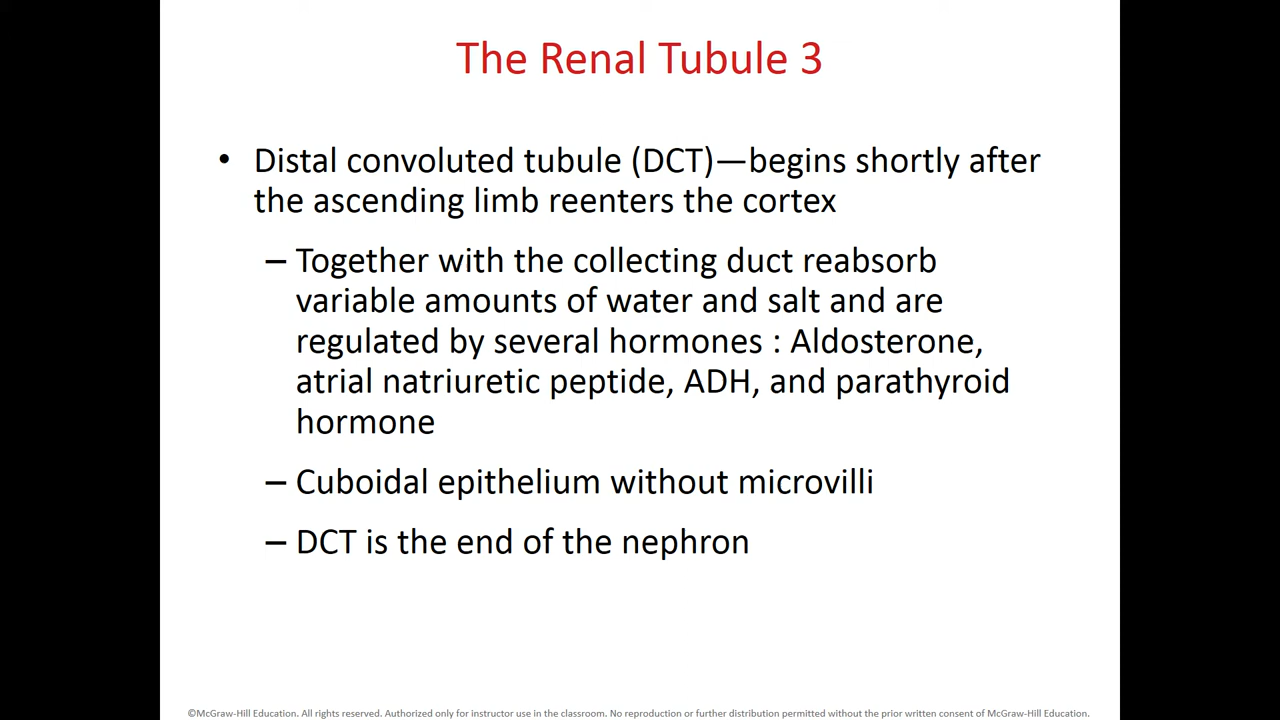 The Renal Tubule 3
• Distal convoluted tubule (DCT)—begins shortly after
the ascending limb reenters the cortex
– Together with the collecting duct reabsorb
variable amounts of water and salt and are
regulated by several hormones : Aldosterone,
atrial natriuretic peptide, ADH, and parathyroid
hormone
– Cuboidal epithelium without microvilli
– DCT is the end of the nephron
©McGraw-Hill Education. All rights reserved. Authorized only for instructor use in the classroom. No reproduction or further distribution permitted without the prior written consent of McGraw-Hill Education.